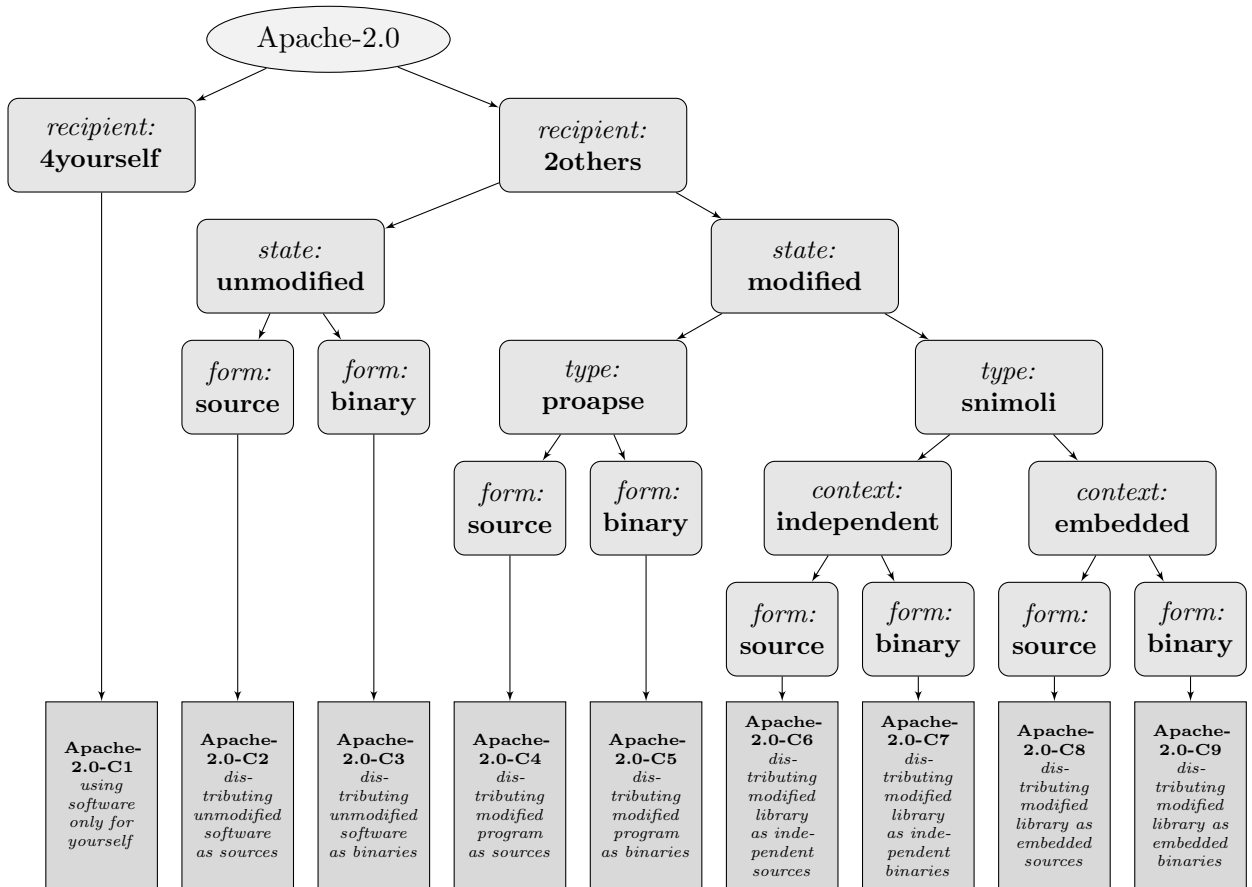 Apache-2.0
recipient:
4yourself
recipient:
2others
state:
unmodified
state:
modified
form:
source
form:
binary
type:
proapse
type:
snimoli
form:
source
form:
binary
context:
independent
context:
embedded
form:
source
form:
binary
form:
source
form:
binary
Apache-
2.0-C1
using
software
only for
yourself
Apache-
2.0-C2
dis-
tributing
unmodified
software
as sources
Apache-
2.0-C3
dis-
tributing
unmodified
software
as binaries
Apache-
2.0-C4
dis-
tributing
modified
program
as sources
Apache-
2.0-C5
dis-
tributing
modified
program
as binaries
Apache-
2.0-C6
dis-
tributing
modified
library
as inde-
pendent
sources
Apache-
2.0-C7
dis-
tributing
modified
library
as inde-
pendent
binaries
Apache-
2.0-C8
dis-
tributing
modified
library as
embedded
sources
Apache-
2.0-C9
dis-
tributing
modified
library as
embedded
binaries